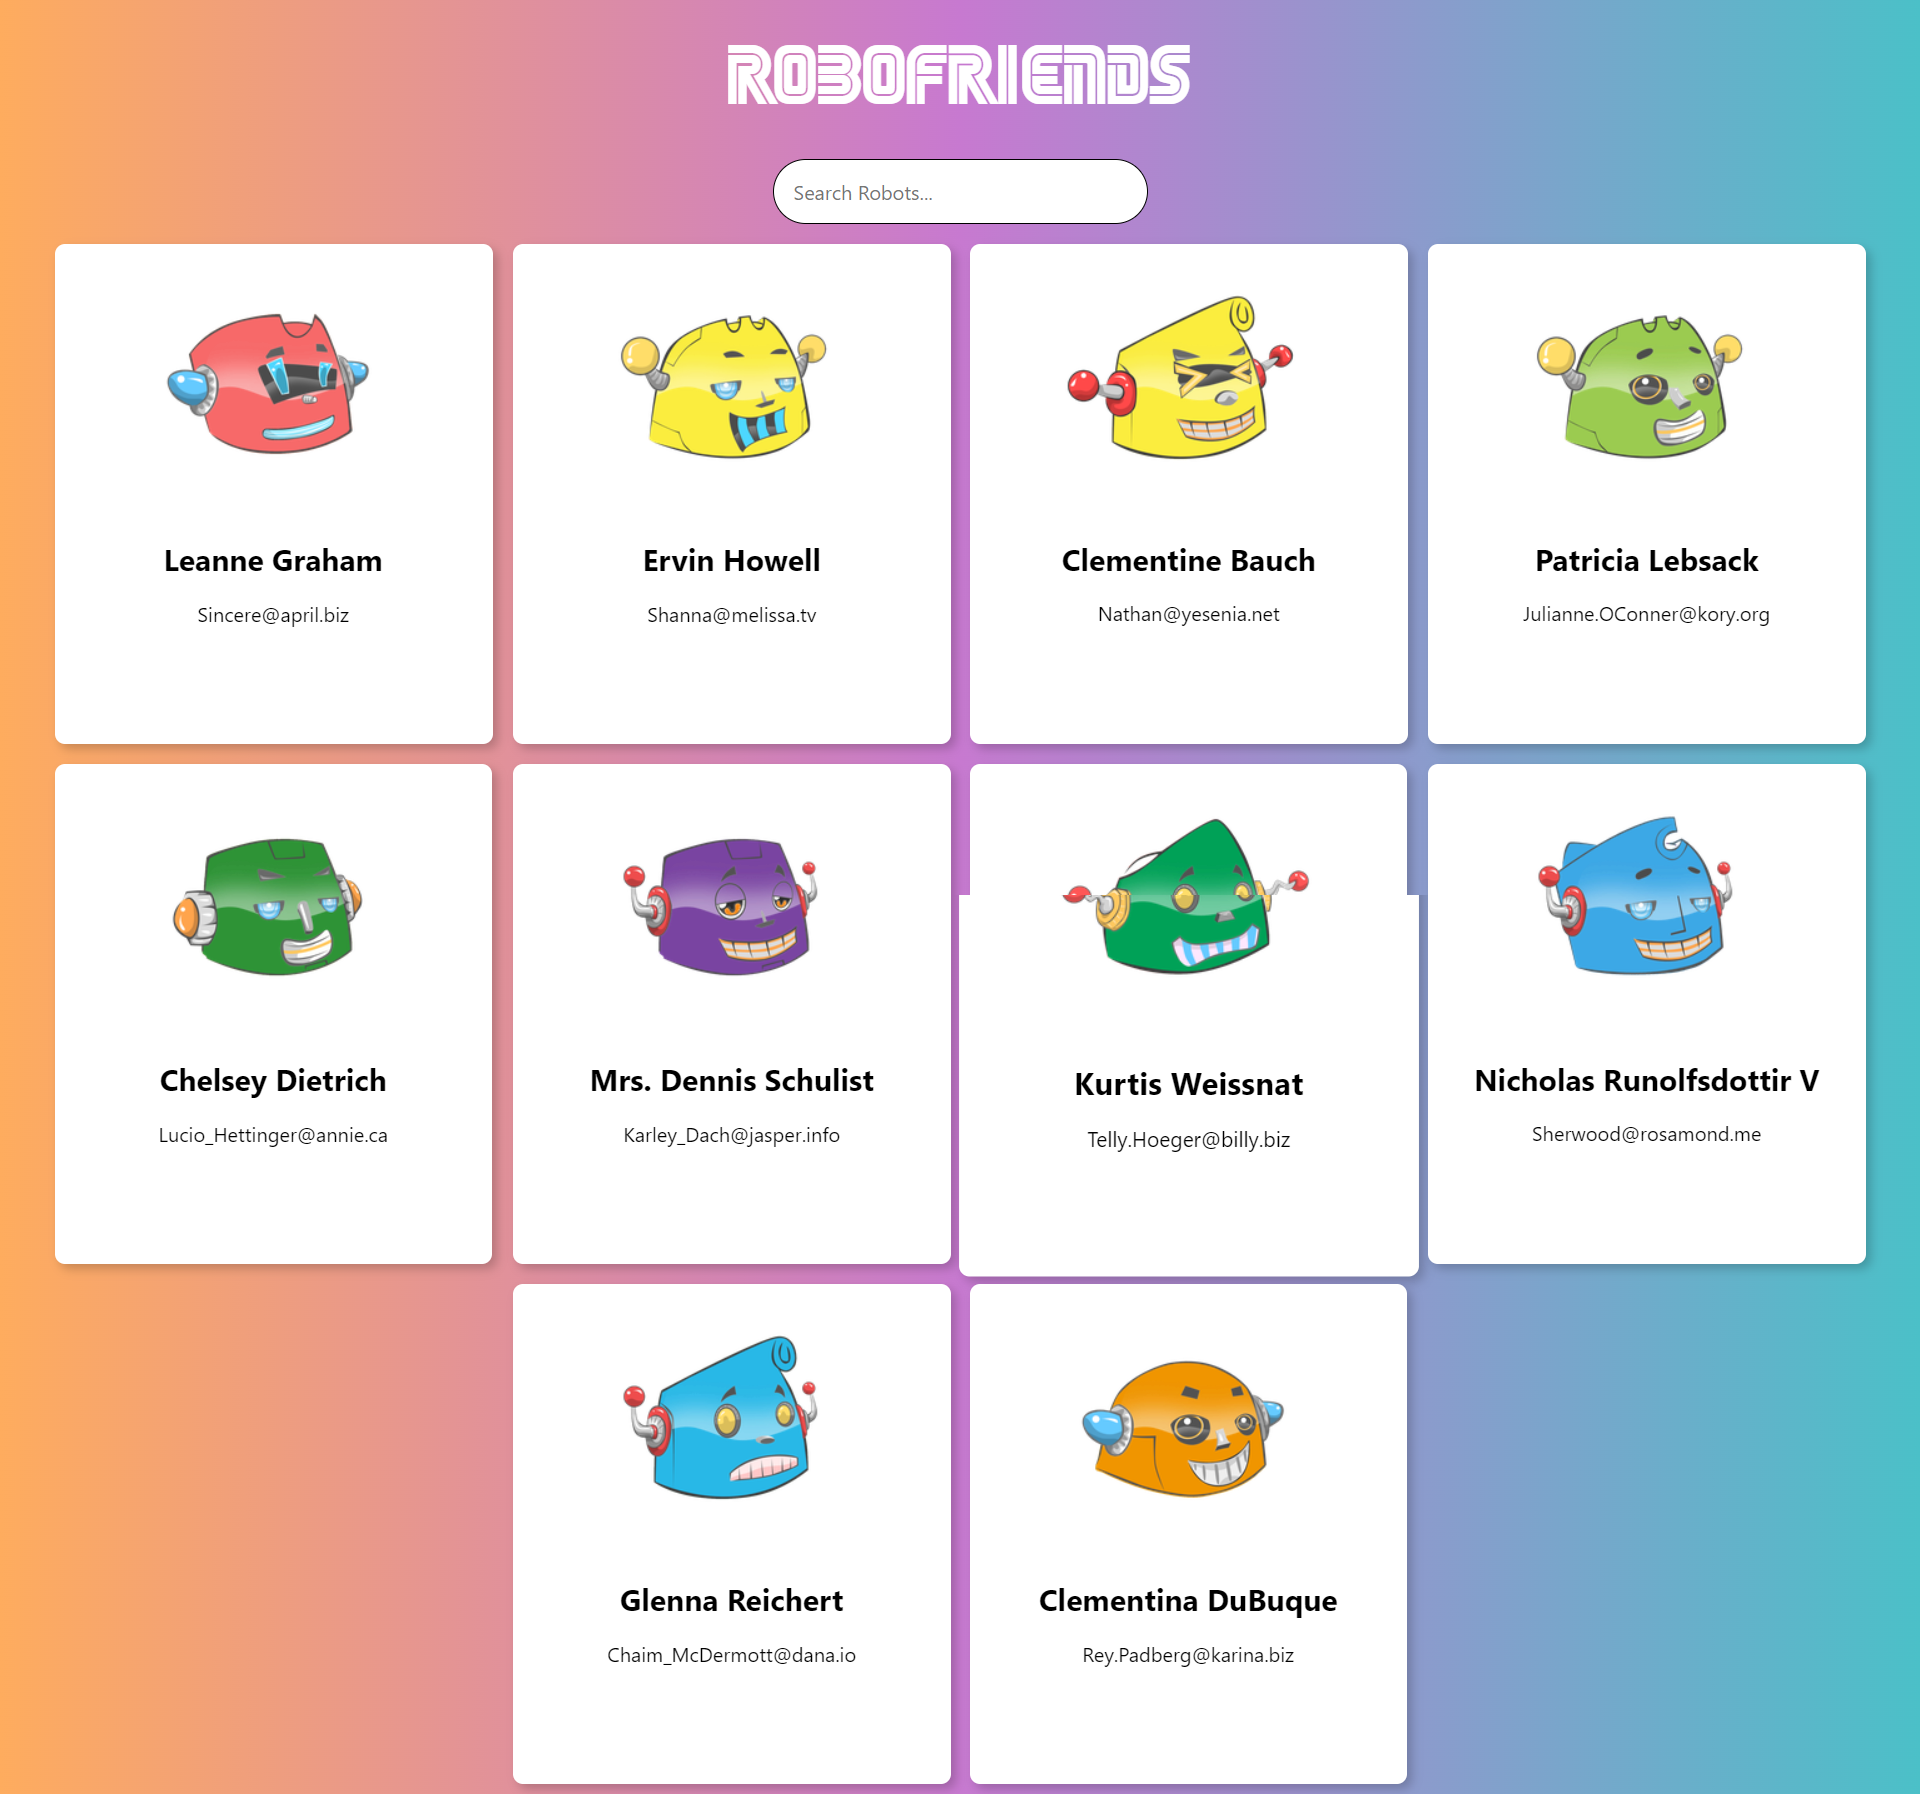 ROBOFRIENDS
Search Robots...
Leanne Graham
Sincere@april.biz
Ervin Howell
Shanna@melissa.tv
Clementine Bauch
Nathan@yesenia.net
Patricia Lebsack
Julianne.OConner@kory.org
Chelsey Dietrich
Lucio_Hettinger@annie.ca
Mrs. Dennis Schulist
Karley_Dach@jasper.info
Kurtis Weissnat
Telly.Hoeger@billy.biz
Nicholas Runolfsdottir V
Sherwood@rosamond.me
Glenna Reichert
Chaim_McDermott@dana.io
Clementina DuBuque
Rey.Padberg@karina.biz